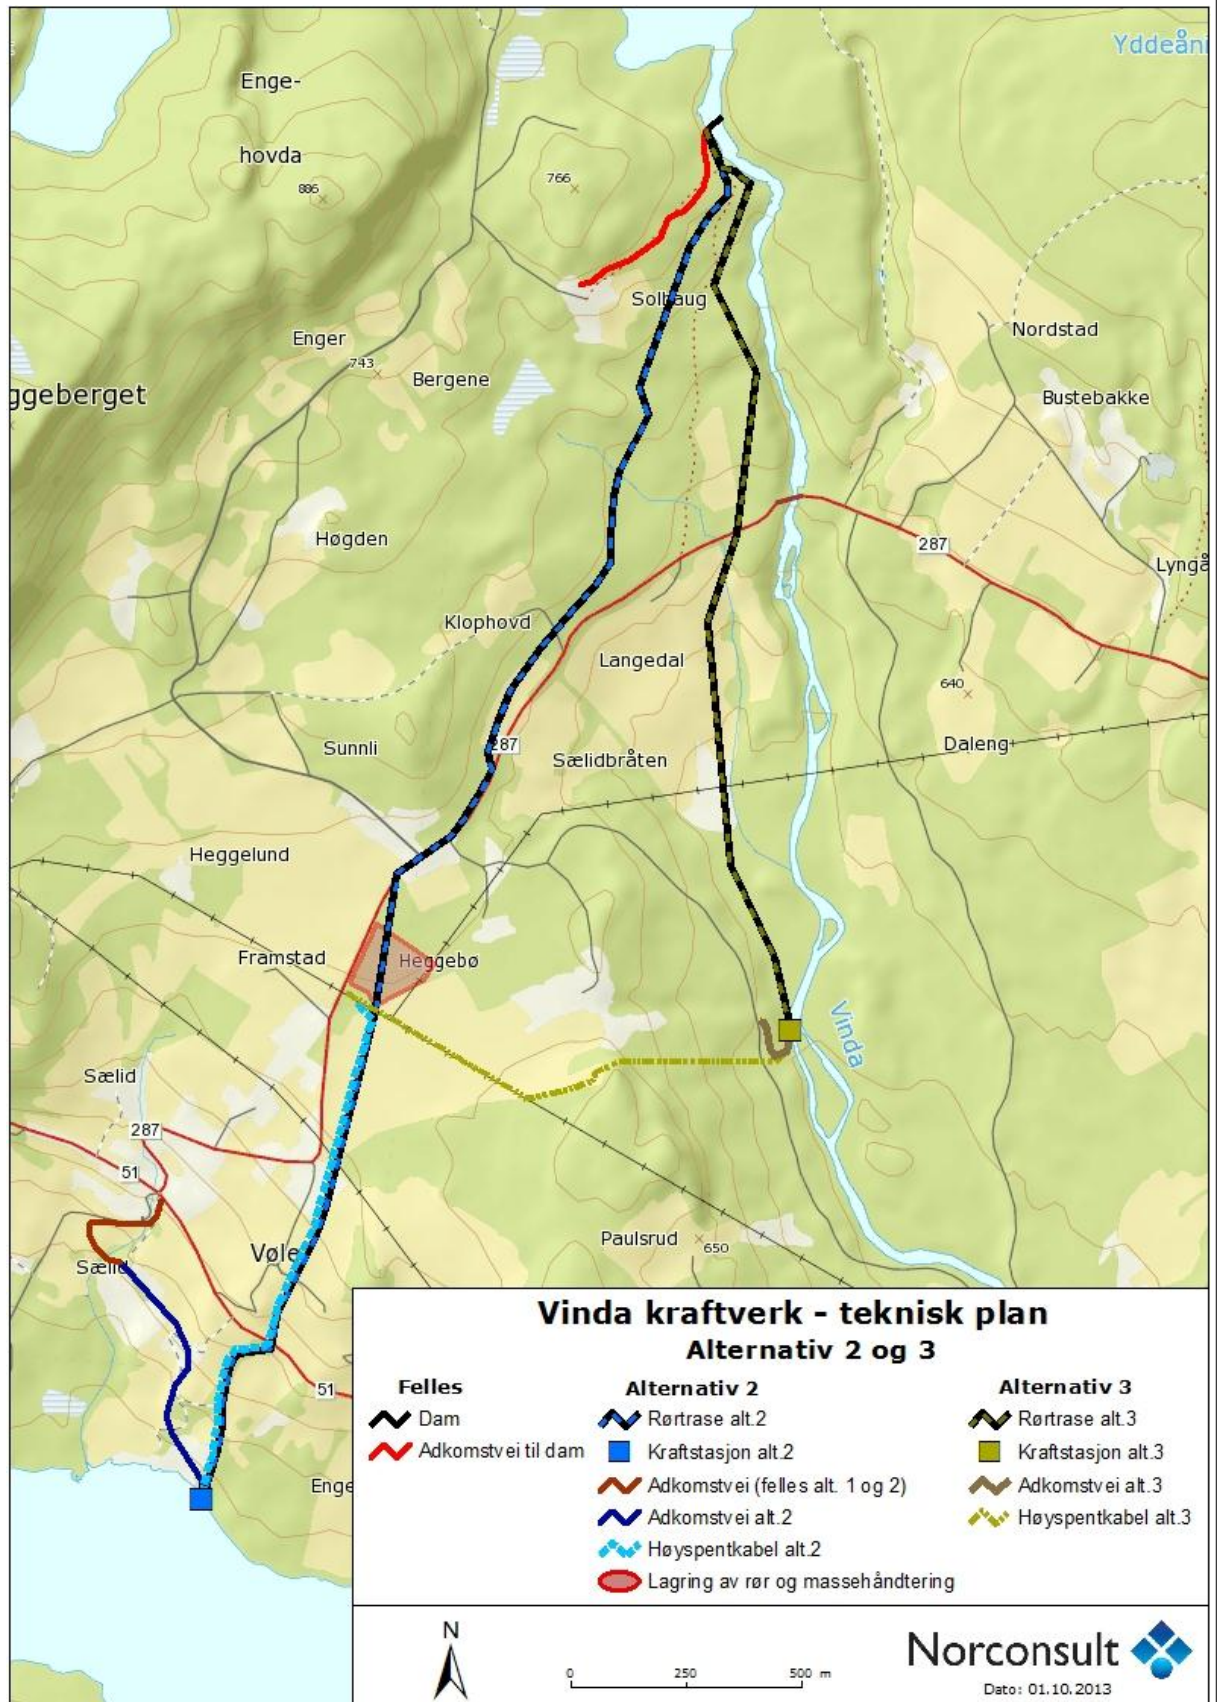 Yddeåni
Enge-
hovda
886
766
Solhaug
Enger
743
Bergene
Nordstad
ggeberget
Bustebakke
287
Høgden
Lyngå
Klophovd
Langedal
640
Sunnli
287
Sælidbråten
Daleng
Heggelund
Framstad
Heggebø
Vinda
Sælid
287
51
Paulsrud
650
Vøle
Sælid
51
Enge
Vinda kraftverk - teknisk plan
Alternativ 2 og 3
Felles
Dam
Adkomstvei til dam
Alternativ 2
Rørtrase alt.2
Kraftstasjon alt.2
Adkomstvei (felles alt. 1 og 2)
Adkomstvei alt.2
Høyspentkabel alt.2
Lagring av rør og massehåndtering
Alternativ 3
Rørtrase alt.3
Kraftstasjon alt.3
Adkomstvei alt.3
Høyspentkabel alt.3
N
0 250 500 m
Norconsult
Dato: 01.10.2013